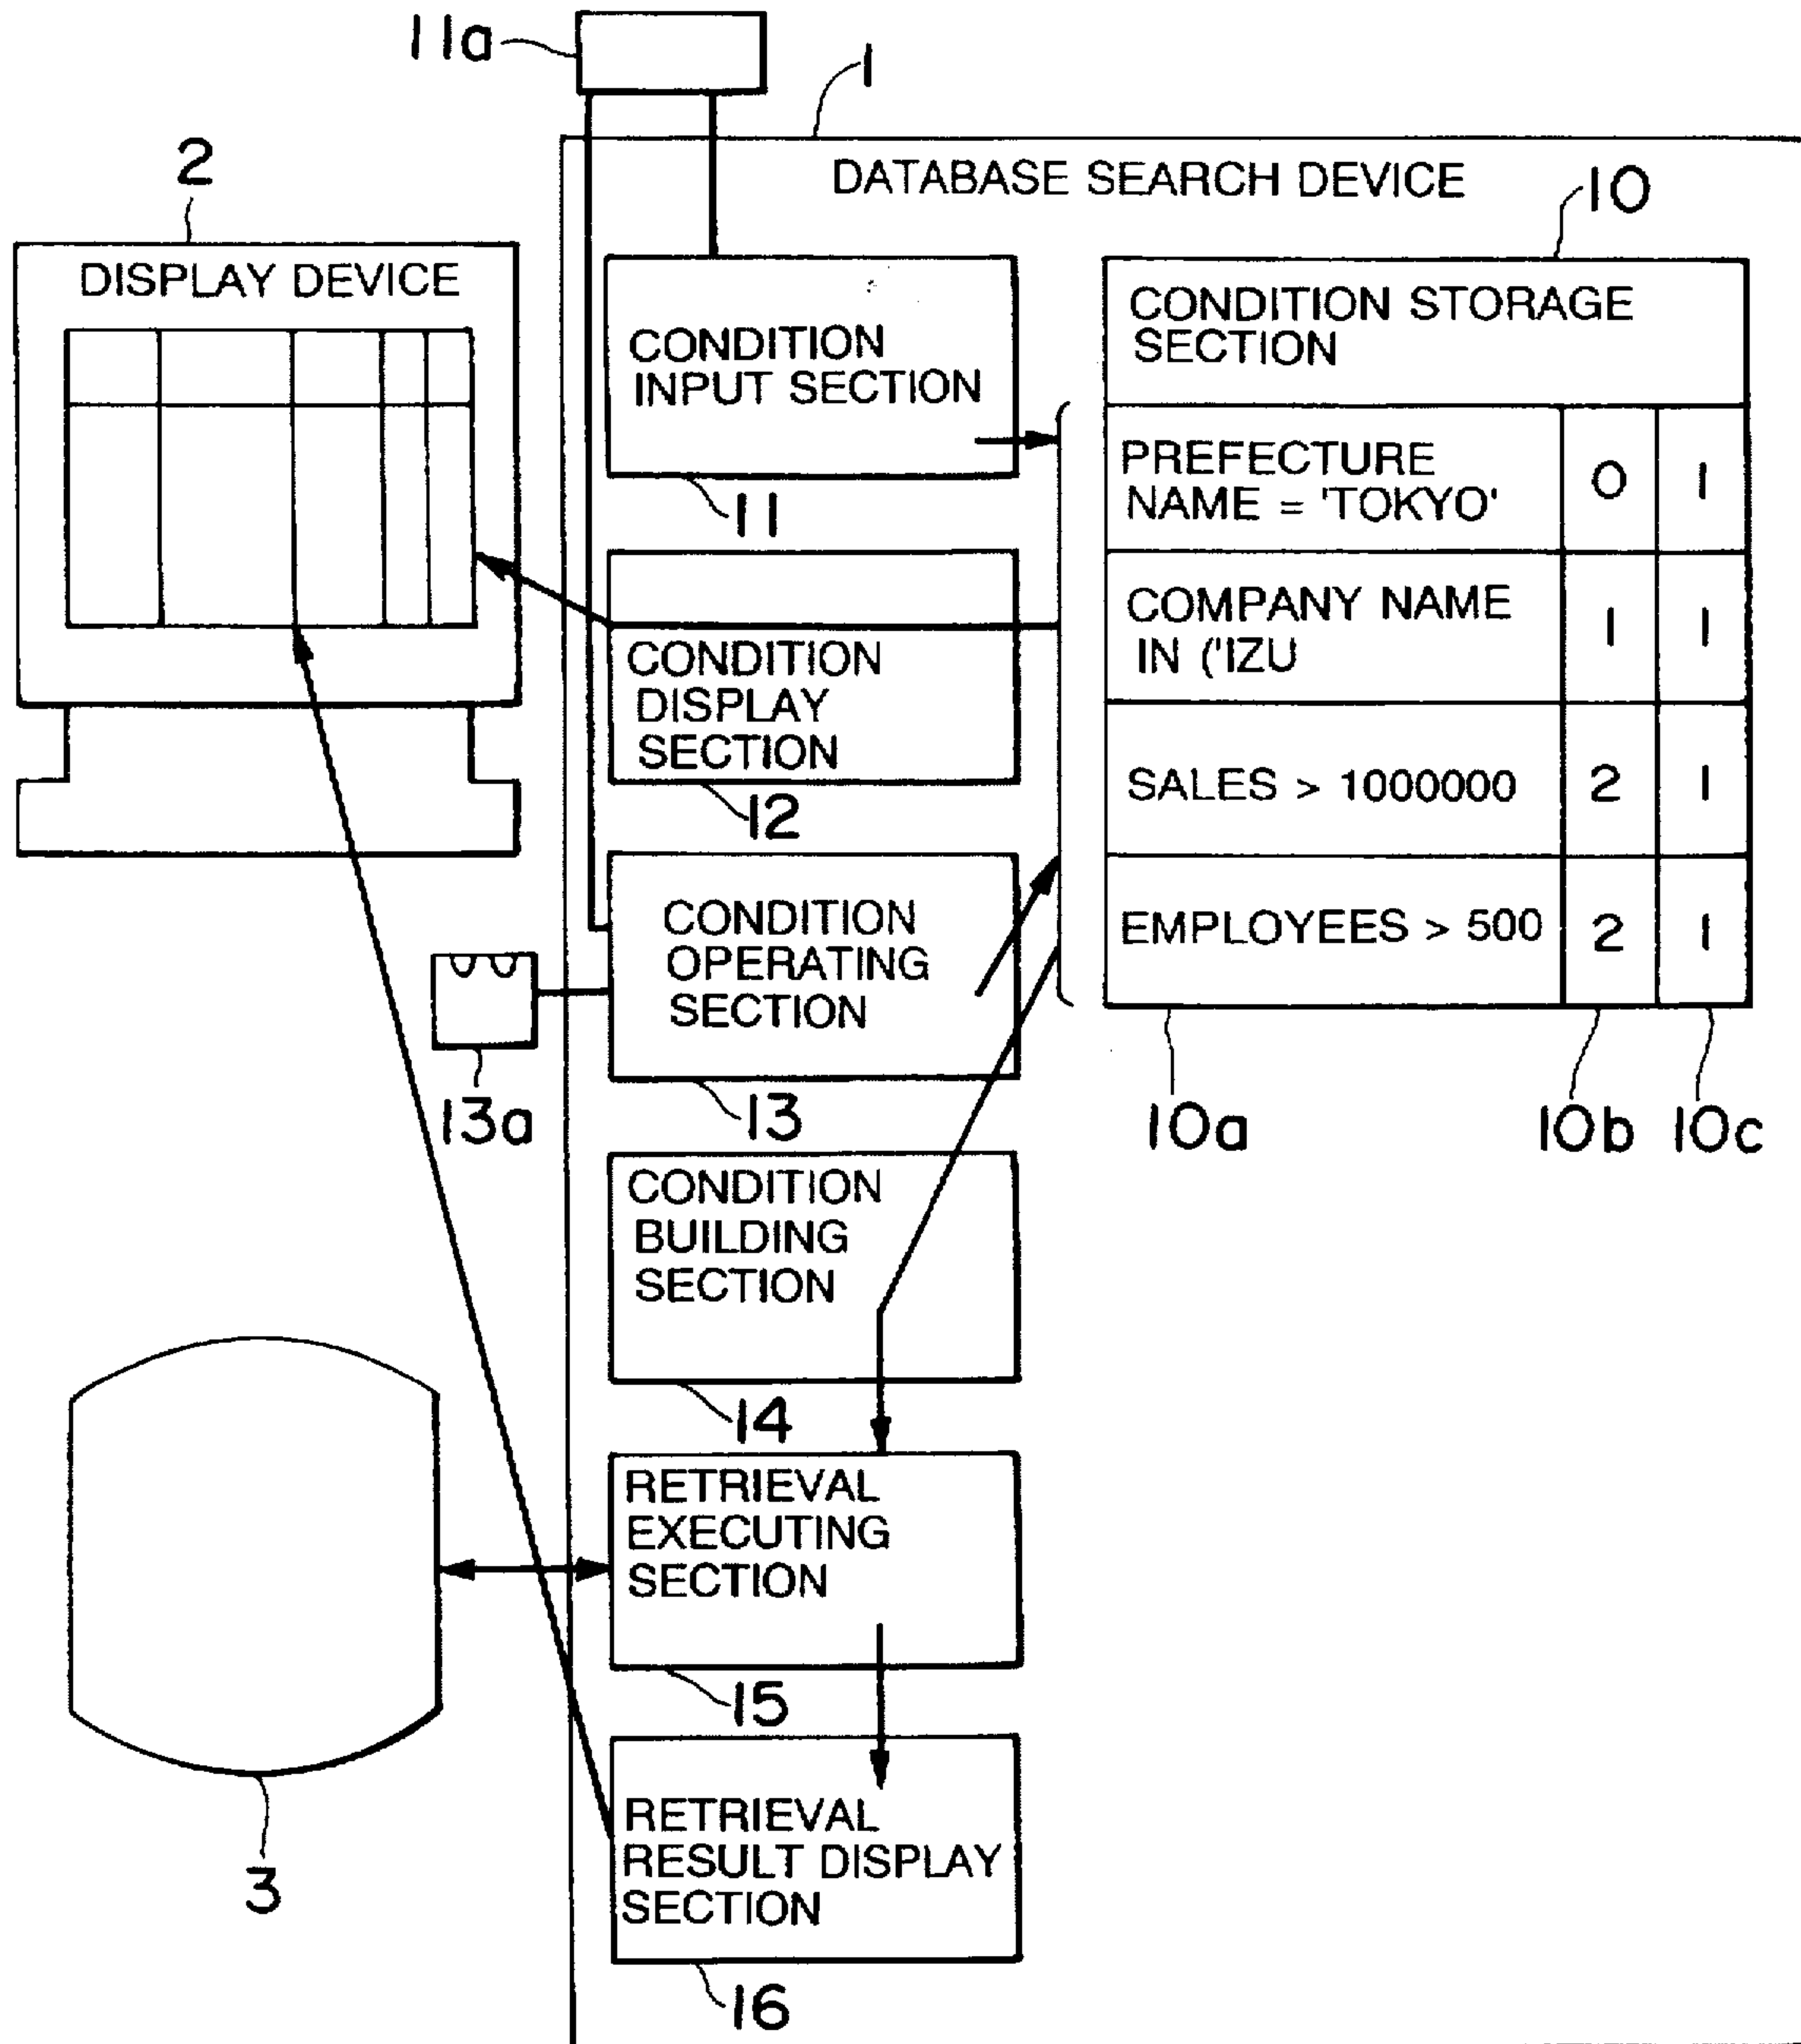 11a
1
DATABASE SEARCH DEVICE
2
10
DISPLAY DEVICE
CONDITION
INPUT SECTION
11
CONDITION STORAGE
SECTION
PREFECTURE
NAME = 'TOKYO'
0
1
COMPANY NAME
IN ('IZU
1
1
SALES > 1000000
2
1
EMPLOYEES > 500
2
1
10a
10b
10c
CONDITION
DISPLAY
SECTION
12
CONDITION
OPERATING
SECTION
13a
13
CONDITION
BUILDING
SECTION
14
RETRIEVAL
EXECUTING
SECTION
15
3
RETRIEVAL
RESULT DISPLAY
SECTION
16